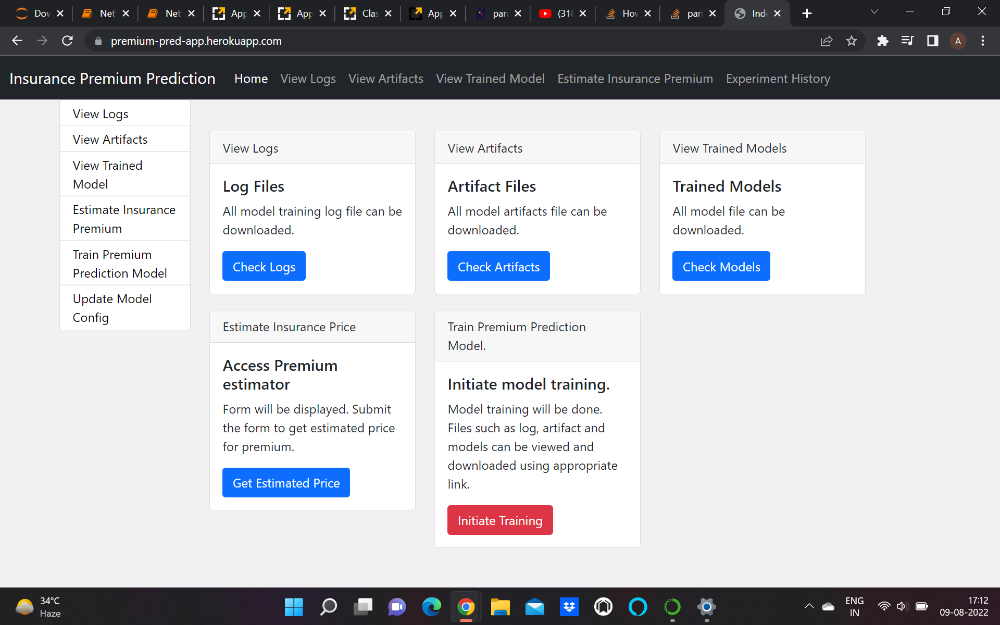 Dov
Net
Net
App
App
Clas
App
pan
(318
How
pan
Inde
premium-pred-app.herokuapp.com
A
Insurance Premium Prediction Home View Logs View Artifacts View Trained Model Estimate Insurance Premium Experiment History
View Logs
View Artifacts
View Trained
Model
Estimate Insurance
Premium
Train Premium
Prediction Model
Update Model
Config
View Logs
Log Files
All model training log file can be
downloaded.
Check Logs
View Artifacts
Artifact Files
All model artifacts file can be
downloaded.
Check Artifacts
View Trained Models
Trained Models
All model file can be
downloaded.
Check Models
Estimate Insurance Price
Access Premium
estimator
Form will be displayed. Submit
the form to get estimated price
for premium.
Get Estimated Price
Train Premium Prediction
Model.
Initiate model training.
Model training will be done.
Files such as log, artifact and
models can be viewed and
downloaded using appropriate
link.
Initiate Training
34°C
Haze
ENG
IN
17:12
09-08-2022